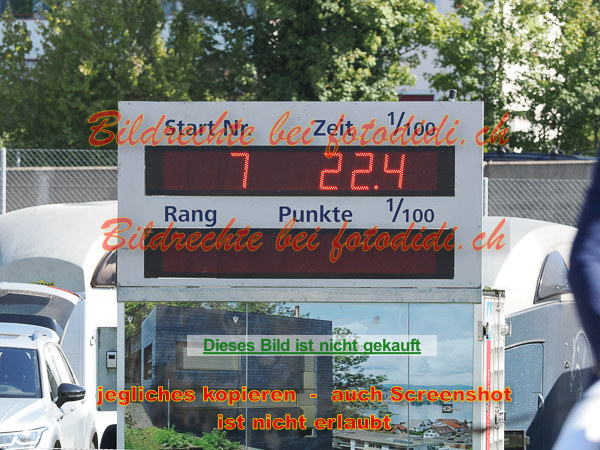 Start Nr. Zeit 1/100
Bildrechte bei fotodidi.ch
7 22.4
Rang Punkte 1/100
Bildrechte bei fotodidi.ch
Dieses Bild ist nicht gekauft
jegliches kopieren - auch Screenshot
ist nicht erlaubt